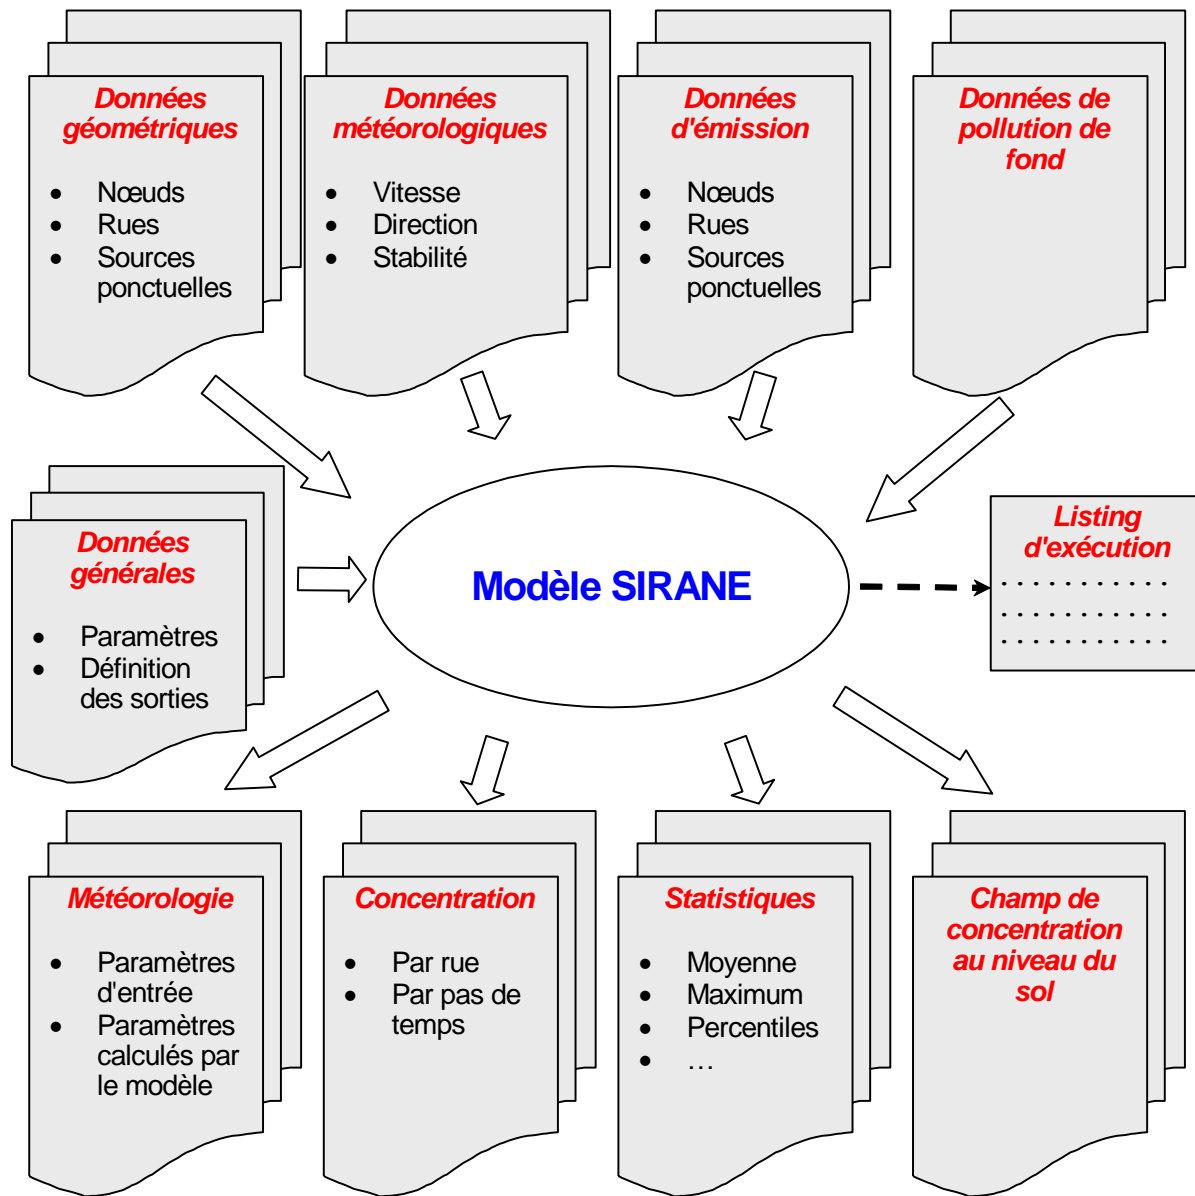 Données
géométriques
• Nœuds
• Rues
• Sources
ponctuelles
Données
météorologiques
• Vitesse
• Direction
• Stabilité
Données
d'émission
• Nœuds
• Rues
• Sources
ponctuelles
Données de
pollution de
fond
Données
générales
• Paramètres
• Définition
des sorties
Modèle SIRANE
Listing
d'exécution
. . . . . . . . . . .
. . . . . . . . . . .
. . . . . . . . . . .
Météorologie
• Paramètres
d'entrée
• Paramètres
calculés par
le modèle
Concentration
• Par rue
• Par pas de
temps
Statistiques
• Moyenne
• Maximum
• Percentiles
• …
Champ de
concentration
au niveau du
sol